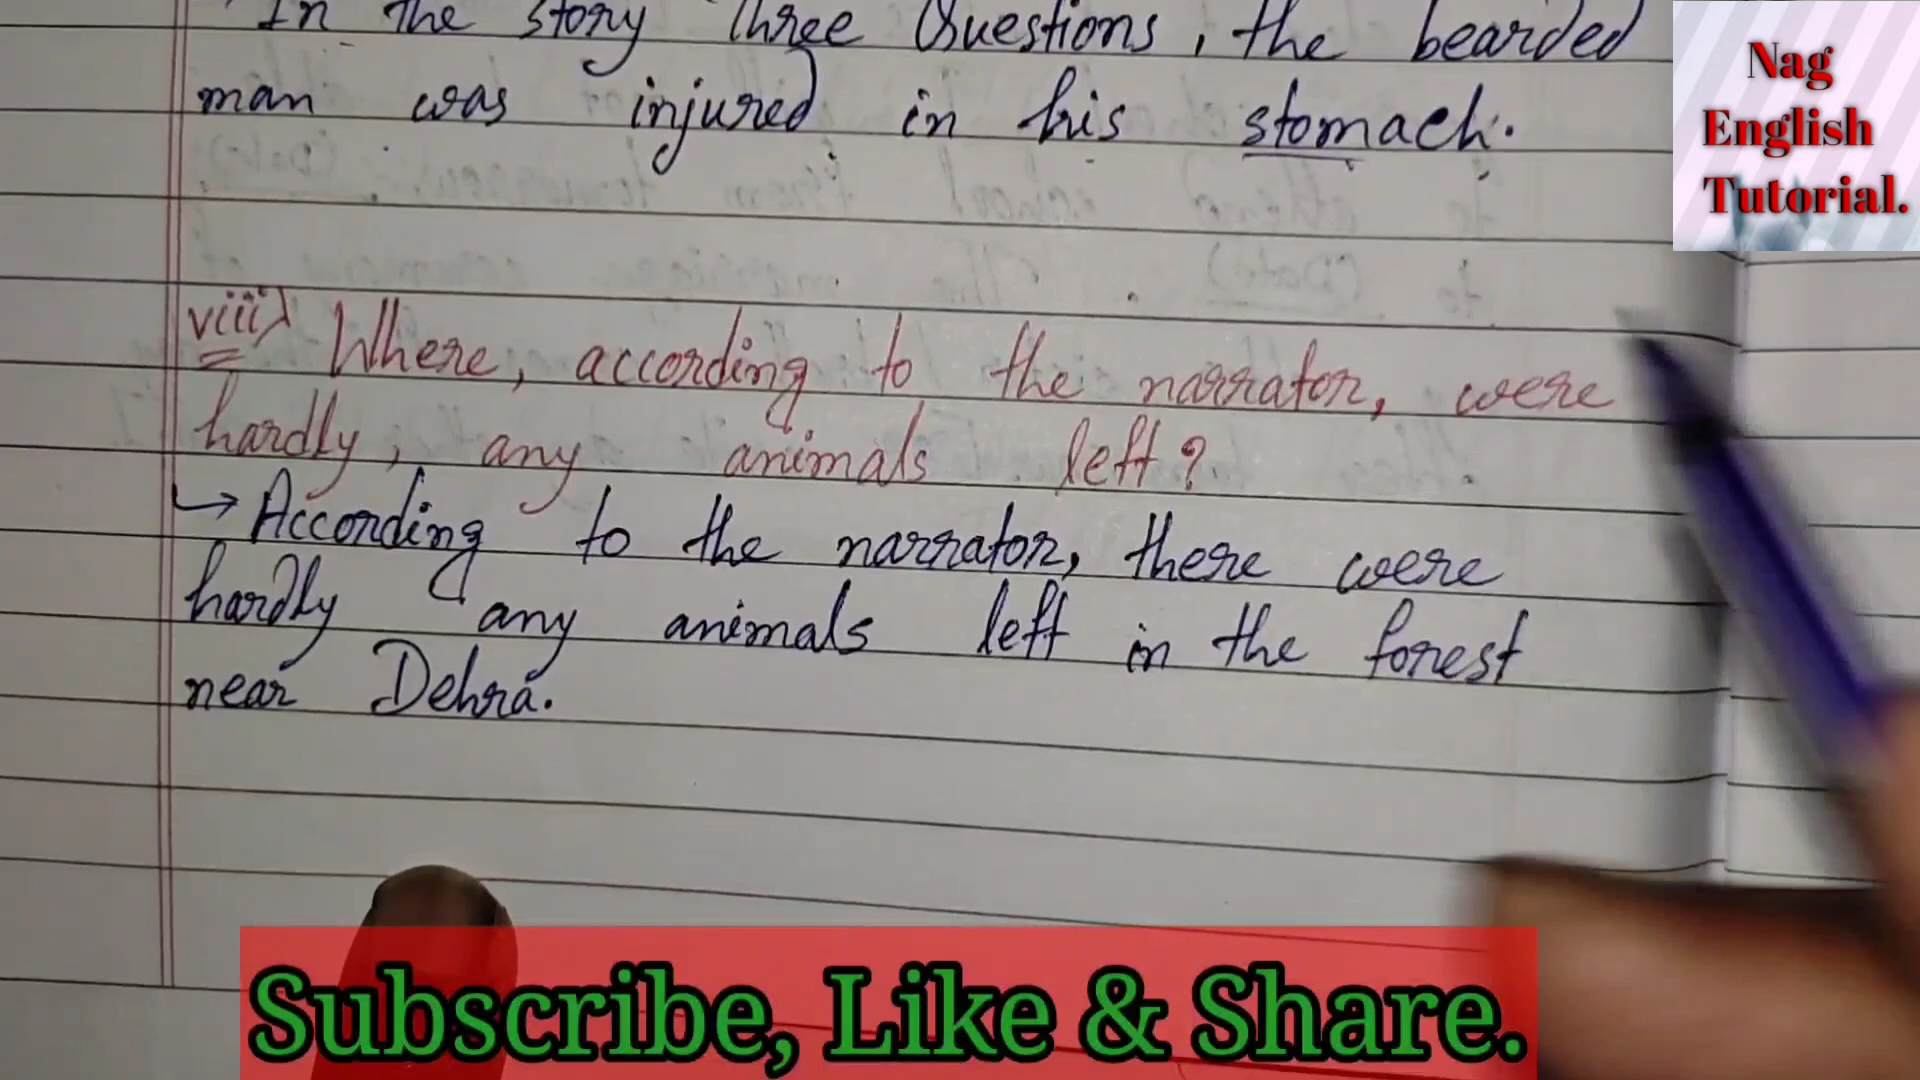 In the story Three Questions, the bearded
man was injured in his stomach.
viii) Where, according to the narrator, were
hardly, any animals left?
↳ According to the narrator, there were
hardly any animals left in the forest
near Dehra.
Nag
English
Tutorial.
Subscribe, Like & Share.